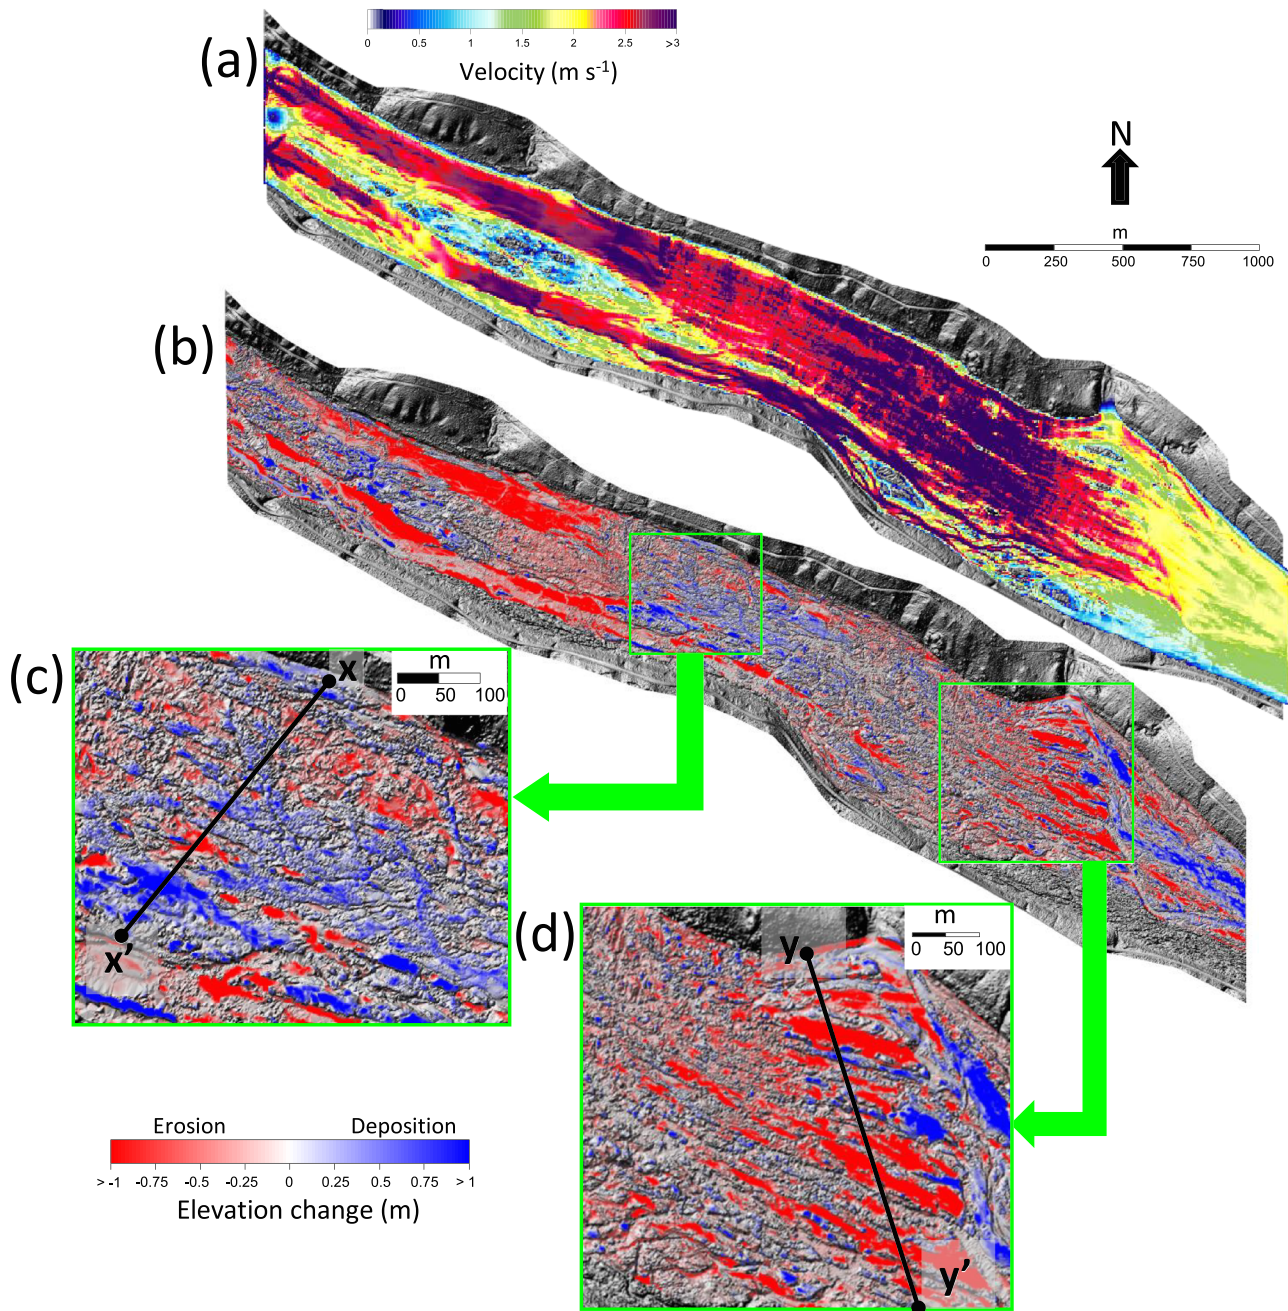 (a)
0 0.5 1 1.5 2 2.5 >3
Velocity (m s⁻¹)
N
m
0 250 500 750 1000
(b)
(c)
m
0 50 100
x
x’
(d)
m
0 50 100
y
y’
Erosion Deposition
> -1 -0.75 -0.5 -0.25 0 0.25 0.5 0.75 > 1
Elevation change (m)